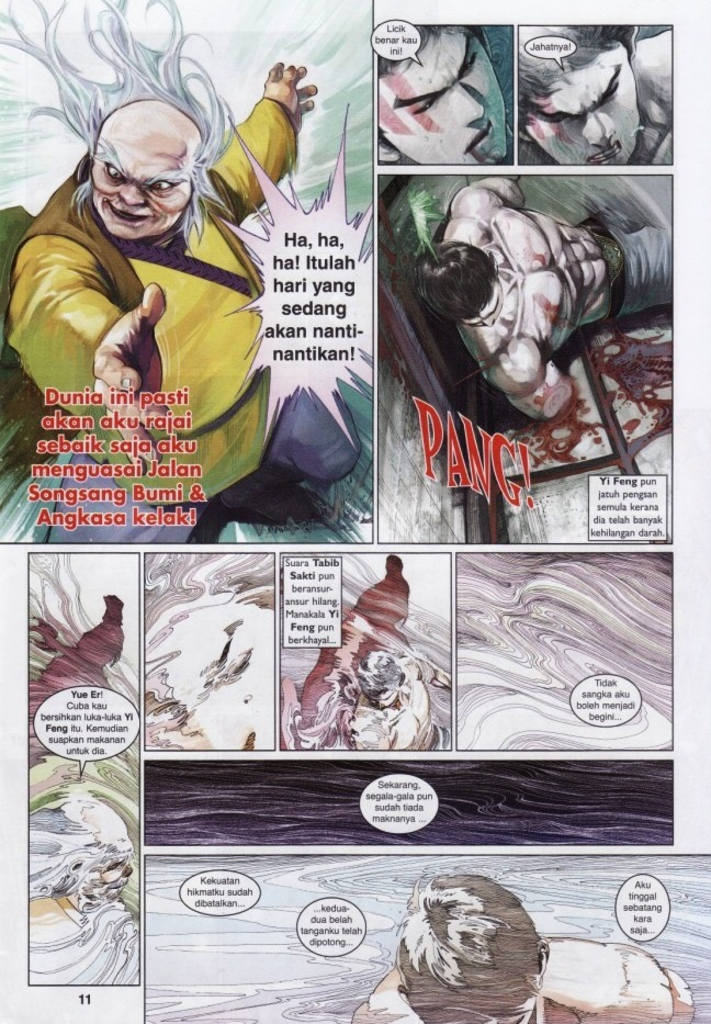 Ha, ha,
ha! Itulah
hari yang
sedang
akan nanti-
nantikan!
Dunia ini pasti
akan aku rajai
sebaik saja aku
menguasai Jalan
Songsang Bumi &
Angkasa kelak!
Licik
benar kau
ini!
Jahatnya!
PANG!
Yi Feng pun
jatuh pengsan
semula kerana
dia telah banyak
kehilangan darah.
Yue Er!
Cuba kau
bersihkan luka-luka Yi
Feng itu. Kemudian
suapkan makanan
untuk dia.
Suara Tabib
Sakti pun
beransur-
ansur hilang.
Manakala Yi
Feng pun
berkhayal...
Tidak
sangka aku
boleh menjadi
begini...
Sekarang,
segala-gala pun
sudah tiada
maknanya ...
Kekuatan
hikmatku sudah
dibatalkan...
...kedua-
dua belah
tanganku telah
dipotong...
Aku
tinggal
sebatang
kara
saja...
11